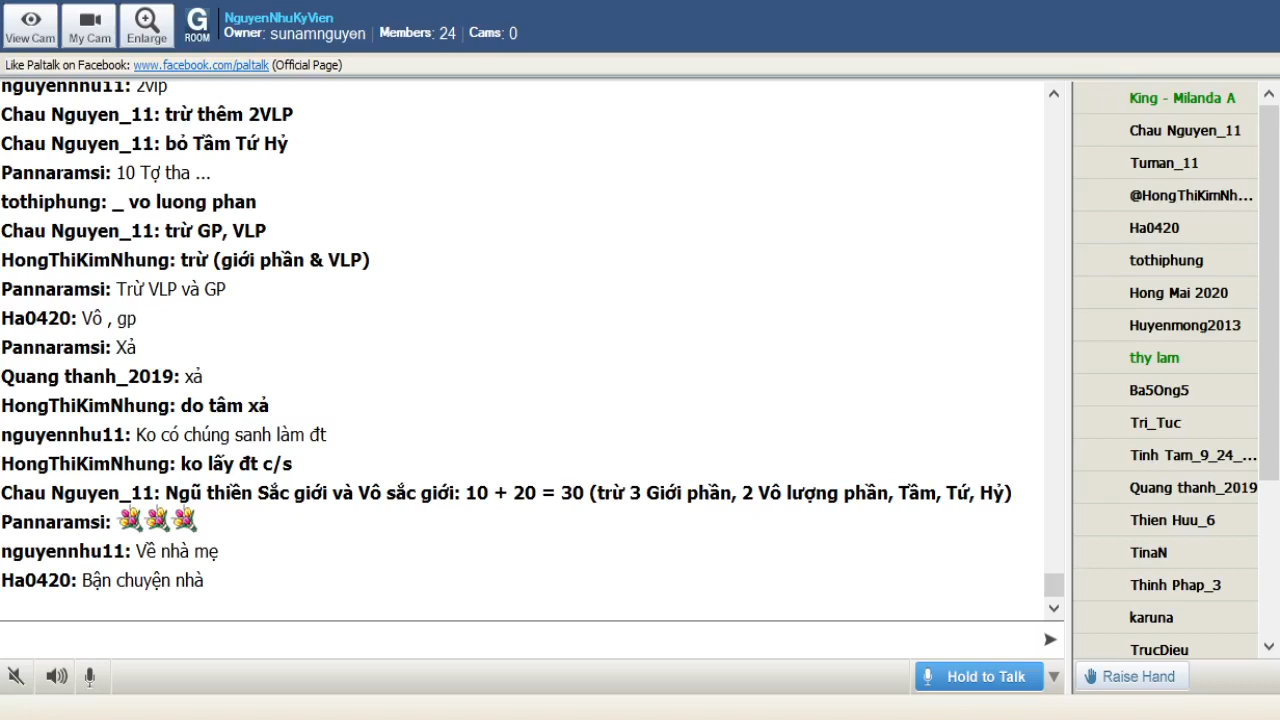 View Cam
My Cam
Enlarge
G
ROOM
NguyenNhuKyVien
Owner: sunamnguyen | Members: 24 | Cams: 0
Like Paltalk on Facebook: www.facebook.com/paltalk (Official Page)
nguyennhu11: 2vlp
Chau Nguyen_11: trừ thêm 2VLP
Chau Nguyen_11: bỏ Tầm Tứ Hỷ
Pannaramsi: 10 Tợ tha ...
tothiphung: _ vo luong phan
Chau Nguyen_11: trừ GP, VLP
HongThiKimNhung: trừ (giới phần & VLP)
Pannaramsi: Trừ VLP và GP
Ha0420: Vô , gp
Pannaramsi: Xả
Quang thanh_2019: xả
HongThiKimNhung: do tâm xả
nguyennhu11: Ko có chúng sanh làm đt
HongThiKimNhung: ko lấy đt c/s
Chau Nguyen_11: Ngũ thiền Sắc giới và Vô sắc giới: 10 + 20 = 30 (trừ 3 Giới phần, 2 Vô lượng phần, Tầm, Tứ, Hỷ)
Pannaramsi:
nguyennhu11: Về nhà mẹ
Ha0420: Bận chuyện nhà
Hold to Talk
King - Milanda A
Chau Nguyen_11
Tuman_11
@HongThiKimNh...
Ha0420
tothiphung
Hong Mai 2020
Huyenmong2013
thy lam
Ba5Ong5
Tri_Tuc
Tinh Tam_9_24_...
Quang thanh_2019
Thien Huu_6
TinaN
Thinh Phap_3
karuna
TrucDieu
Raise Hand